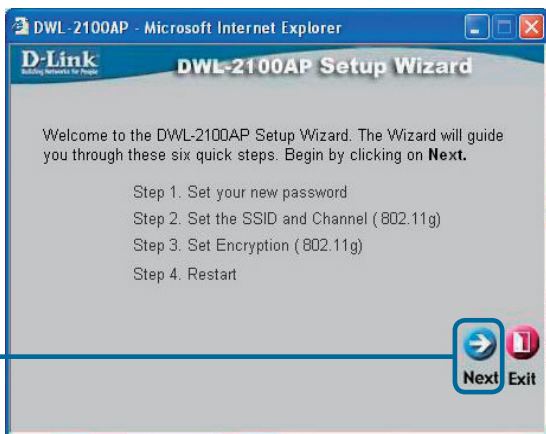 DWL-2100AP - Microsoft Internet Explorer
D-Link
Building Networks for People
DWL-2100AP Setup Wizard
Welcome to the DWL-2100AP Setup Wizard. The Wizard will guide
you through these six quick steps. Begin by clicking on Next.
Step 1. Set your new password
Step 2. Set the SSID and Channel ( 802.11g)
Step 3. Set Encryption ( 802.11g)
Step 4. Restart
Next Exit